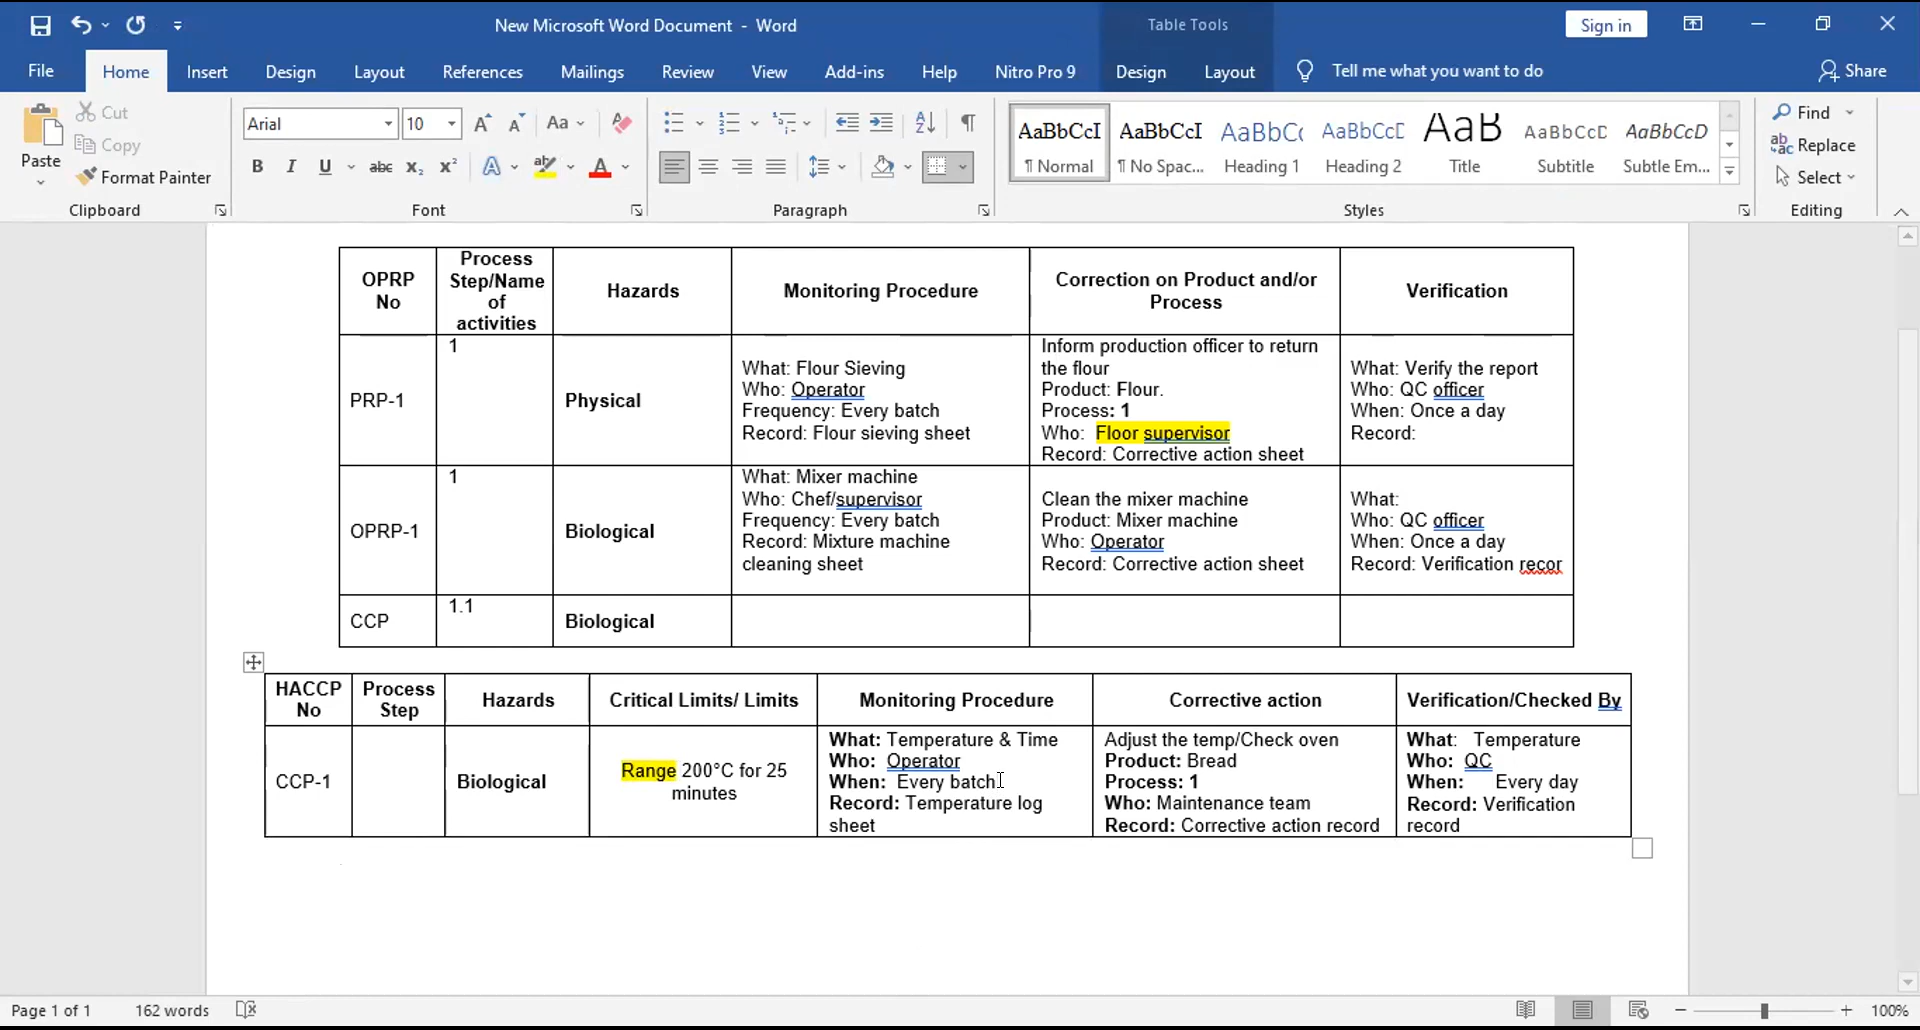 New Microsoft Word Document - Word
Table Tools
Sign in
File Home Insert Design Layout References Mailings Review View Add-ins Help Nitro Pro 9 Design Layout Tell me what you want to do Share
Paste
Cut
Copy
Format Painter
Clipboard
Arial 10
Aa
B I U abc X₂ X² A A
Font
Paragraph
AaBbCcI AaBbCcI AaBbCc AaBbCcD AaB AaBbCcD AaBbCcD
¶ Normal ¶ No Spac... Heading 1 Heading 2 Title Subtitle Subtle Em...
Styles
Find
Replace
Select
Editing
OPRP No
Process Step/Name of activities
Hazards
Monitoring Procedure
Correction on Product and/or Process
Verification
PRP-1
1
Physical
What: Flour Sieving
Who: Operator
Frequency: Every batch
Record: Flour sieving sheet
Inform production officer to return
the flour
Product: Flour.
Process: 1
Who: Floor supervisor
Record: Corrective action sheet
What: Verify the report
Who: QC officer
When: Once a day
Record:
OPRP-1
1
Biological
What: Mixer machine
Who: Chef/supervisor
Frequency: Every batch
Record: Mixture machine
cleaning sheet
Clean the mixer machine
Product: Mixer machine
Who: Operator
Record: Corrective action sheet
What:
Who: QC officer
When: Once a day
Record: Verification recor
CCP
1.1
Biological
HACCP No
Process Step
Hazards
Critical Limits/ Limits
Monitoring Procedure
Corrective action
Verification/Checked By
CCP-1
Biological
Range 200°C for 25
minutes
What: Temperature & Time
Who: Operator
When: Every batch
Record: Temperature log
sheet
Adjust the temp/Check oven
Product: Bread
Process: 1
Who: Maintenance team
Record: Corrective action record
What: Temperature
Who: QC
When: Every day
Record: Verification
record
Page 1 of 1 162 words
100%